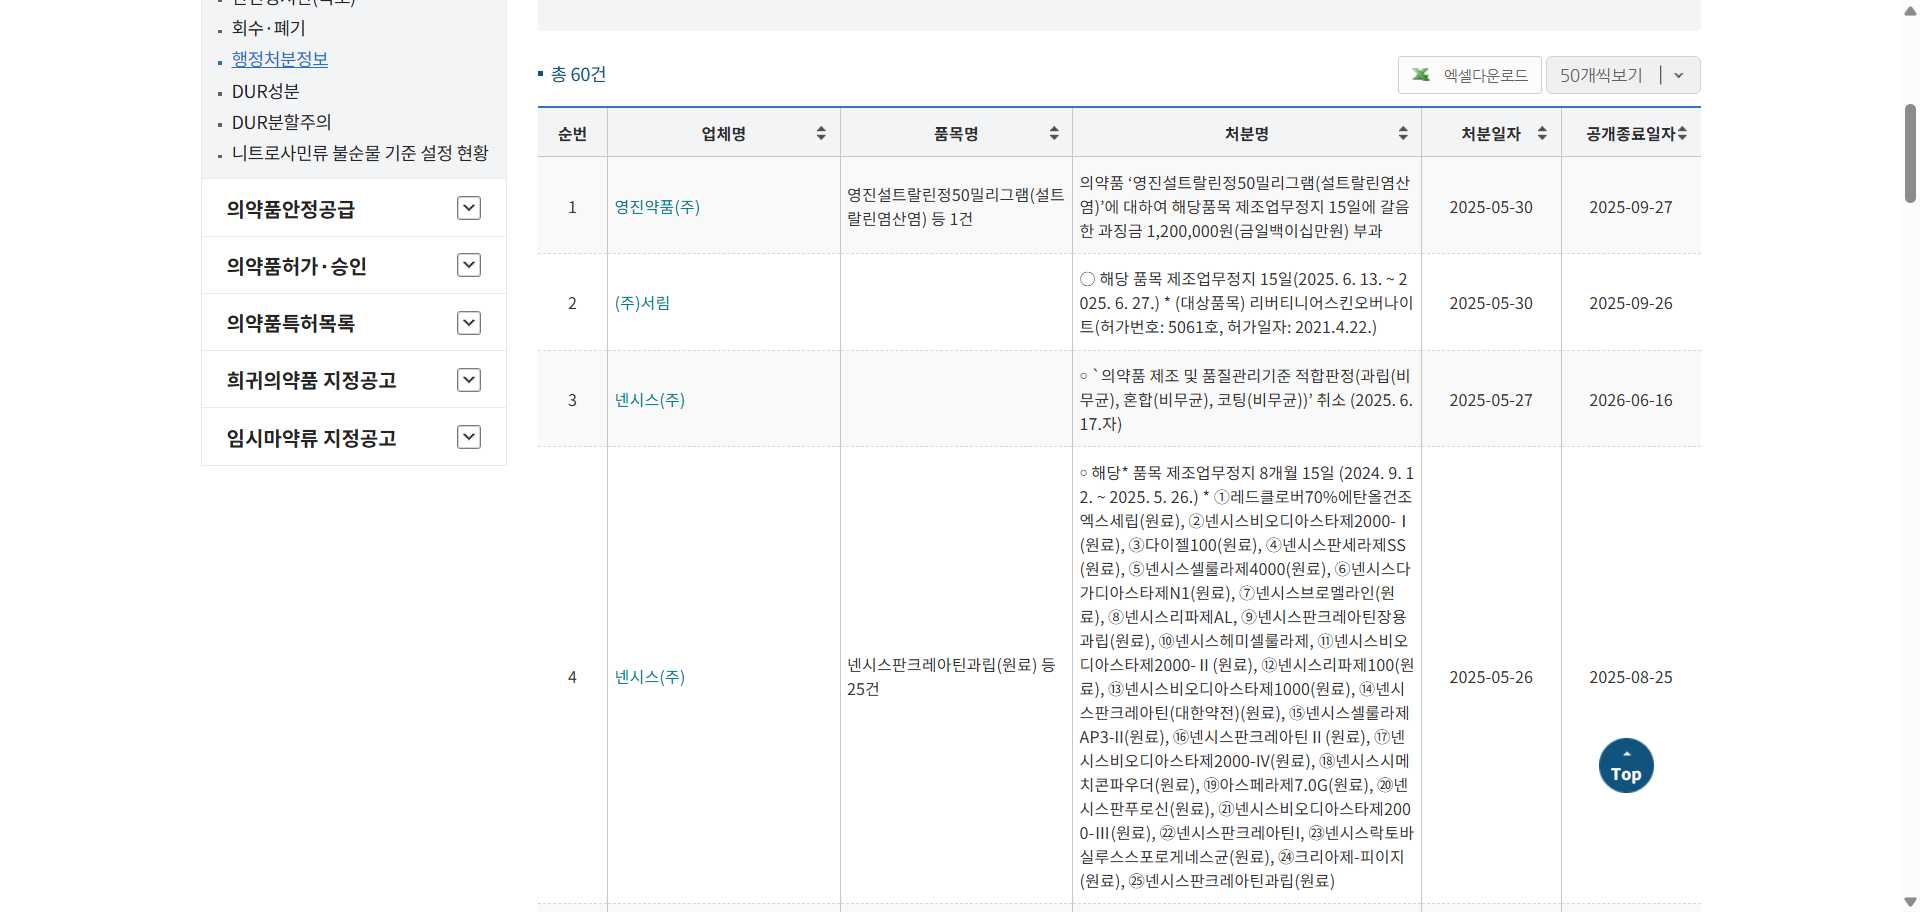 회수·폐기
행정처분정보
DUR성분
DUR분할주의
니트로사민류 불순물 기준 설정 현황
의약품안정공급
의약품허가·승인
의약품특허목록
희귀의약품 지정공고
임시마약류 지정공고
총 60건
엑셀다운로드
50개씩보기
순번 업체명 품목명 처분명 처분일자 공개종료일자
1
영진약품(주)
영진설트랄린정50밀리그램(설트
랄린염산염) 등 1건
의약품 ‘영진설트랄린정50밀리그램(설트랄린염산
염)’에 대하여 해당품목 제조업무정지 15일에 갈음
한 과징금 1,200,000원(금일백이십만원) 부과
2025-05-30
2025-09-27
2
(주)서림
○ 해당 품목 제조업무정지 15일(2025. 6. 13. ~ 2
025. 6. 27.) * (대상품목) 리버티니어스킨오버나이
트(허가번호: 5061호, 허가일자: 2021.4.22.)
2025-05-30
2025-09-26
3
넨시스(주)
○ `의약품 제조 및 품질관리기준 적합판정(과립(비
무균), 혼합(비무균), 코팅(비무균))’ 취소 (2025. 6.
17.자)
2025-05-27
2026-06-16
4
넨시스(주)
넨시스판크레아틴과립(원료) 등
25건
○ 해당* 품목 제조업무정지 8개월 15일 (2024. 9. 1
2. ~ 2025. 5. 26.) * ①레드클로버70%에탄올건조
엑스세립(원료), ②넨시스비오디아스타제2000-Ⅰ
(원료), ③다이젤100(원료), ④넨시스판세라제SS
(원료), ⑤넨시스셀룰라제4000(원료), ⑥넨시스다
가디아스타제N1(원료), ⑦넨시스브로멜라인(원
료), ⑧넨시스리파제AL, ⑨넨시스판크레아틴장용
과립(원료), ⑩넨시스헤미셀룰라제, ⑪넨시스비오
디아스타제2000-Ⅱ(원료), ⑫넨시스리파제100(원
료), ⑬넨시스비오디아스타제1000(원료), ⑭넨시
스판크레아틴(대한약전)(원료), ⑮넨시스셀룰라제
AP3-II(원료), ⑯넨시스판크레아틴Ⅱ(원료), ⑰넨
시스비오디아스타제2000-IV(원료), ⑱넨시스시메
치콘파우더(원료), ⑲아스페라제7.0G(원료), ⑳넨
시스판푸로신(원료), ㉑넨시스비오디아스타제200
0-III(원료), ㉒넨시스판크레아틴I, ㉓넨시스락토바
실루스스포로게네스균(원료), ㉔크리아제-피이지
(원료), ㉕넨시스판크레아틴과립(원료)
2025-05-26
2025-08-25
Top